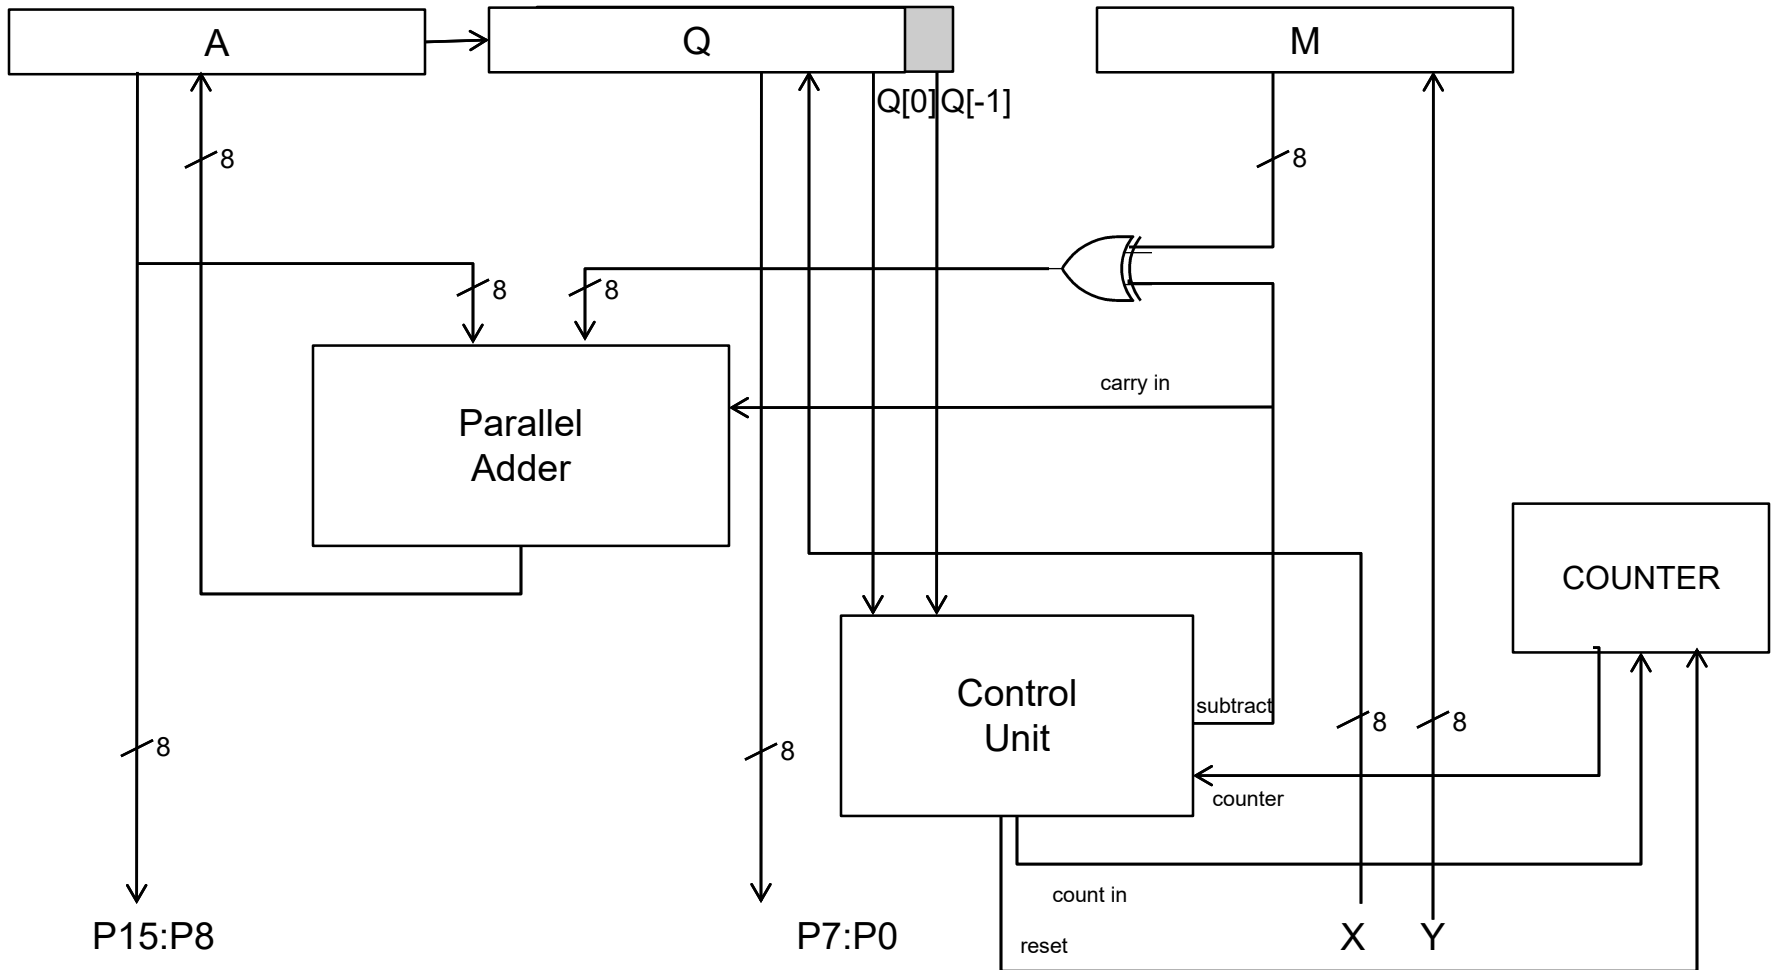 A
Q
M
Q[0]
Q[-1]
8
8
8
8
carry in
Parallel
Adder
COUNTER
Control
Unit
subtract
8
8
8
8
counter
count in
P15:P8
P7:P0
X
Y
reset